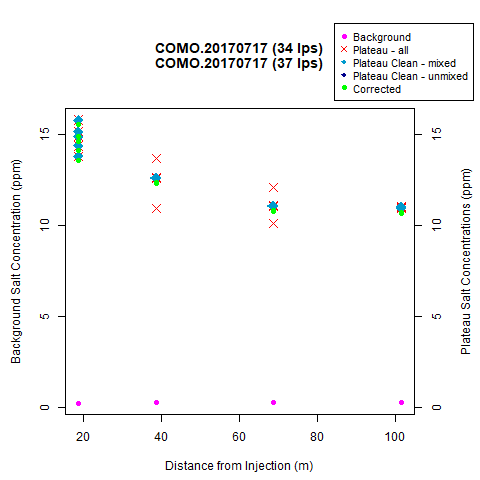 COMO.20170717 (34 lps)
COMO.20170717 (37 lps)
Background
Plateau - all
Plateau Clean - mixed
Plateau Clean - unmixed
Corrected
Background Salt Concentration (ppm)
15
10
5
0
15
10
5
0
Plateau Salt Concentrations (ppm)
20 40 60 80 100
Distance from Injection (m)